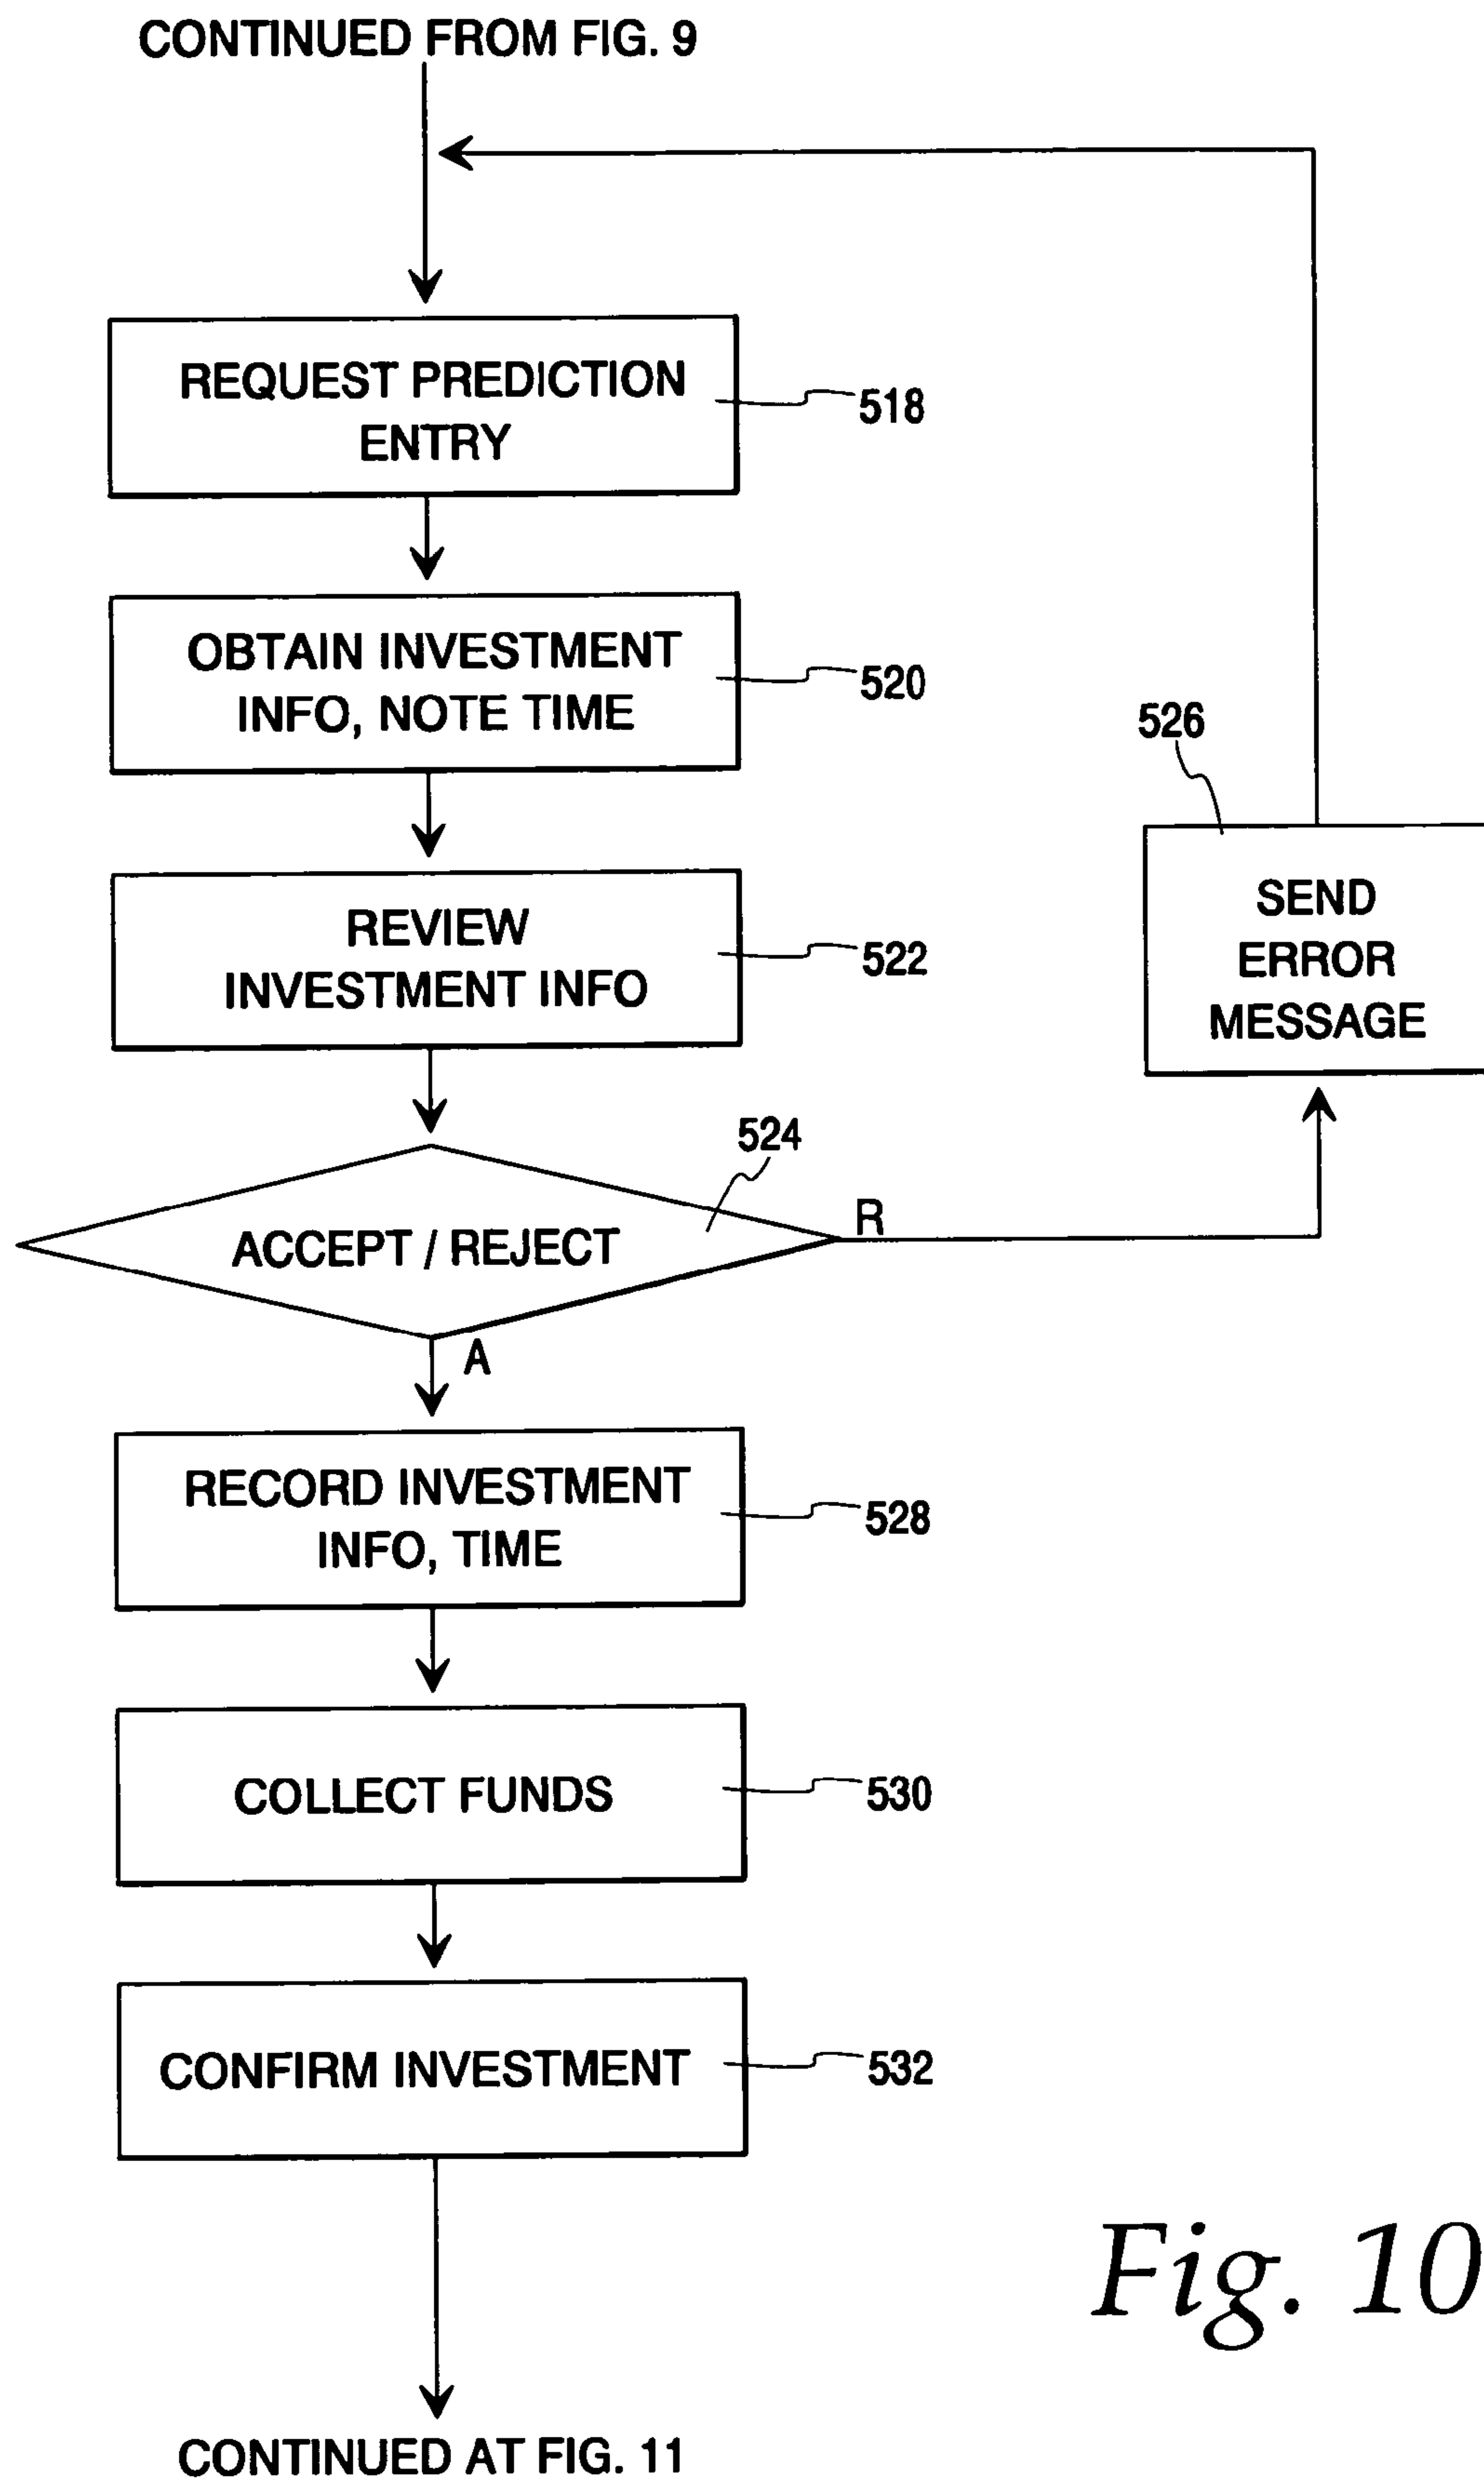 CONTINUED FROM FIG. 9
REQUEST PREDICTION
ENTRY
518
OBTAIN INVESTMENT
INFO, NOTE TIME
520
REVIEW
INVESTMENT INFO
522
526
SEND
ERROR
MESSAGE
524
ACCEPT / REJECT
R
A
RECORD INVESTMENT
INFO, TIME
528
COLLECT FUNDS
530
CONFIRM INVESTMENT
532
CONTINUED AT FIG. 11
Fig. 10